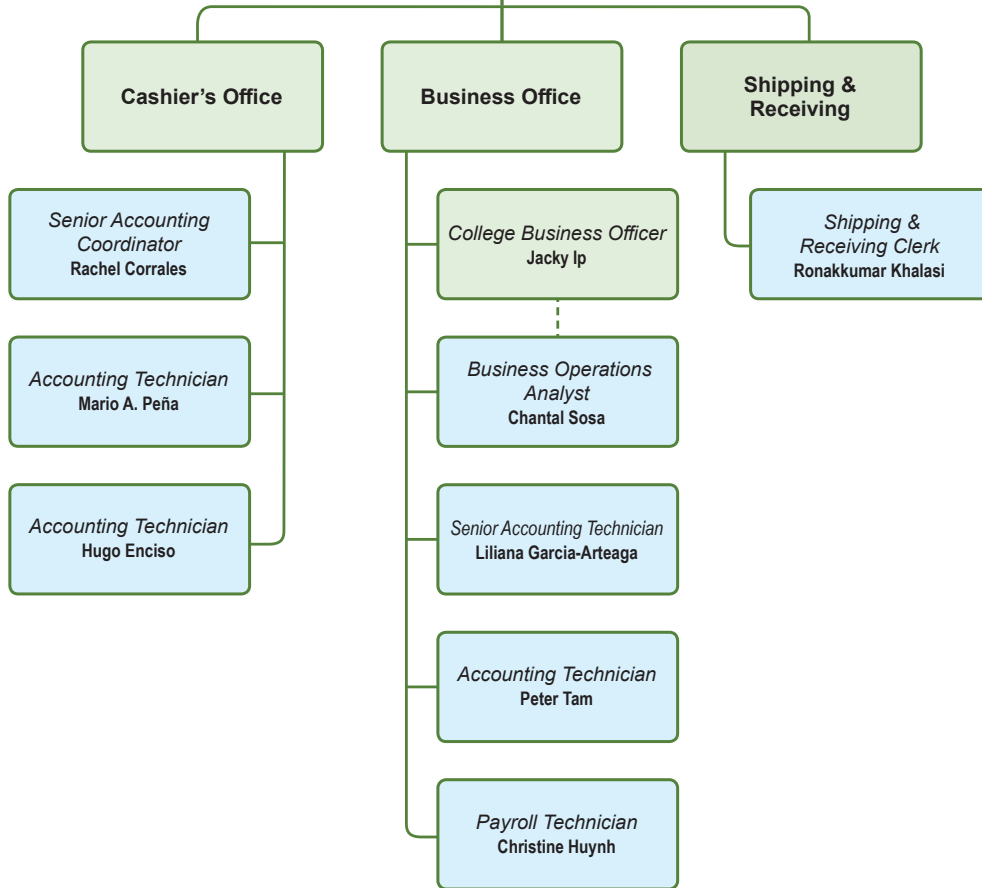 Cashier's Office
Senior Accounting
Coordinator
Rachel Corrales
Accounting Technician
Mario A. Peña
Accounting Technician
Hugo Enciso
Business Office
College Business Officer
Jacky Ip
Business Operations
Analyst
Chantal Sosa
Senior Accounting Technician
Liliana Garcia-Arteaga
Accounting Technician
Peter Tam
Payroll Technician
Christine Huynh
Shipping &
Receiving
Shipping &
Receiving Clerk
Ronakkumar Khalasi